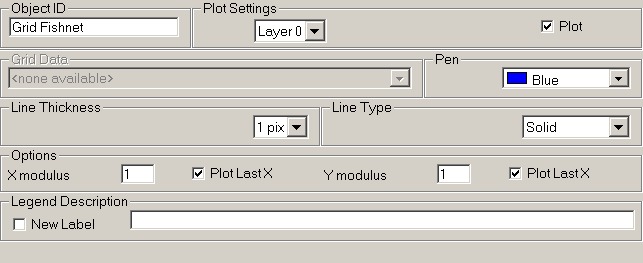 Object ID
Plot Settings
Grid Fishnet
Layer 0
Plot
Grid Data
Pen
<none available>
Blue
Line Thickness
Line Type
1 pix
Solid
Options
X modulus 1 Plot Last X Y modulus 1 Plot Last X
Legend Description
New Label